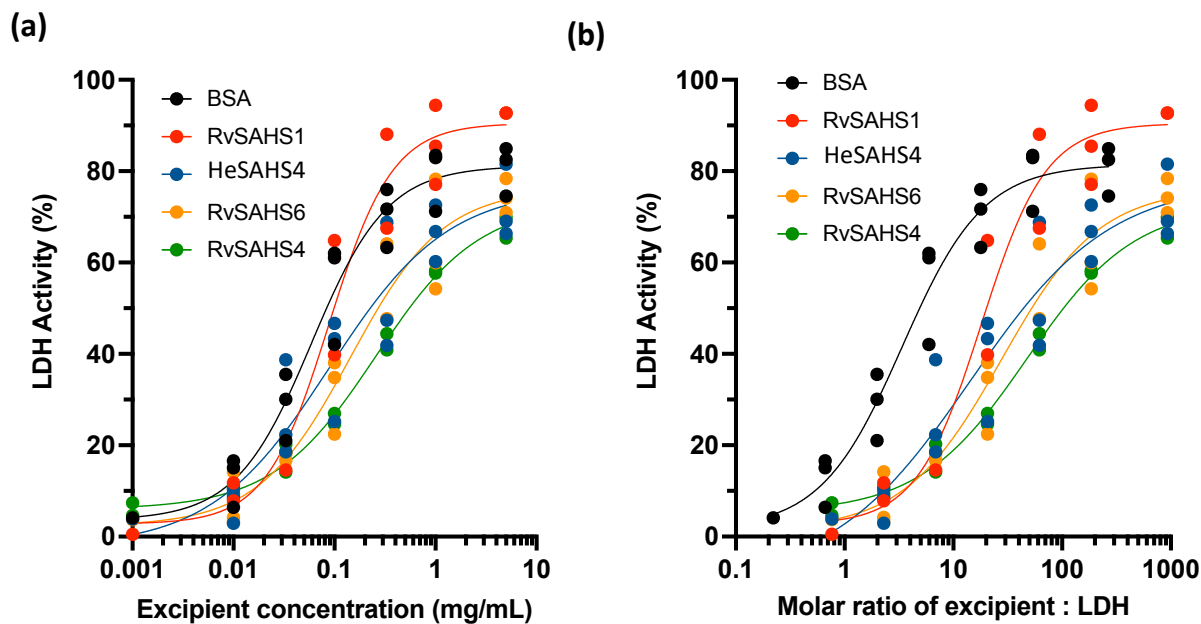 (a)
100
80
60
40
20
0
LDH Activity (%)
BSA
RvSAHS1
HeSAHS4
RvSAHS6
RvSAHS4
0.001 0.01 0.1 1 10
Excipient concentration (mg/mL)
(b)
100
80
60
40
20
0
LDH Activity (%)
BSA
RvSAHS1
HeSAHS4
RvSAHS6
RvSAHS4
0.1 1 10 100 1000
Molar ratio of excipient : LDH